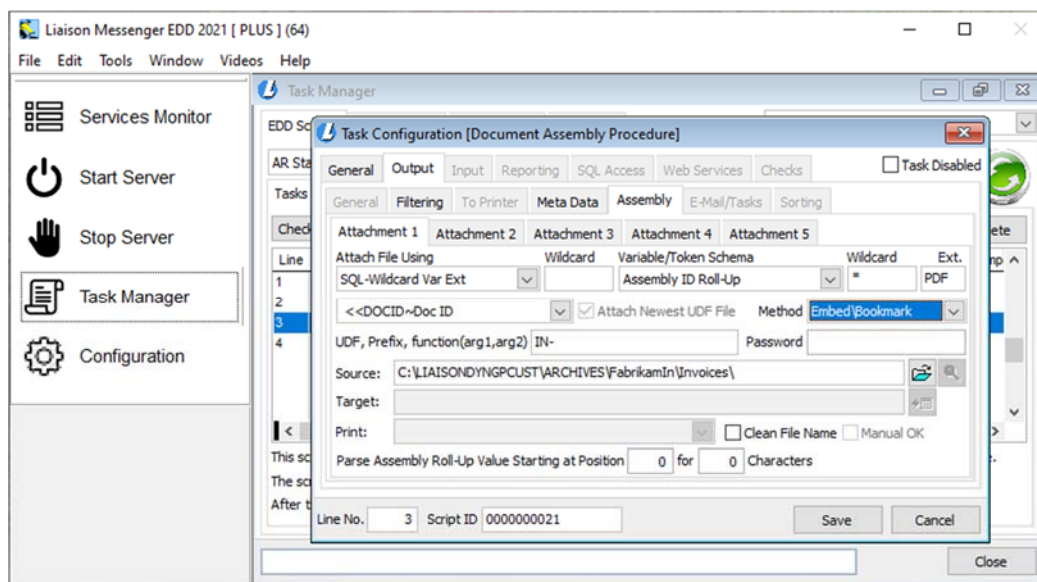 Liaison Messenger EDD 2021 [ PLUS ] (64)
File Edit Tools Window Videos Help
Services Monitor
Start Server
Stop Server
Task Manager
Configuration
Task Manager
EDD Sc
AR Sta
Tasks
Check
ete
Line
mp
1
2
3
4
This sc
The sc
After t
Close
Task Configuration [Document Assembly Procedure]
General Output Input Reporting SQL Access Web Services Checks Task Disabled
General Filtering To Printer Meta Data Assembly E-Mail/Tasks Sorting
Attachment 1 Attachment 2 Attachment 3 Attachment 4 Attachment 5
Attach File Using Wildcard Variable/Token Schema Wildcard Ext.
SQL-Wildcard Var Ext Assembly ID Roll-Up * PDF
<<DOCID~Doc ID Attach Newest UDF File Method Embed\Bookmark
UDF, Prefix, function(arg1,arg2) IN- Password
Source: C:\LIAISONDYNGPCUST\ARCHIVES\FabrikamIn\Invoices\
Target:
Print: Clean File Name Manual OK
Parse Assembly Roll-Up Value Starting at Position 0 for 0 Characters
Line No. 3 Script ID 0000000021 Save Cancel